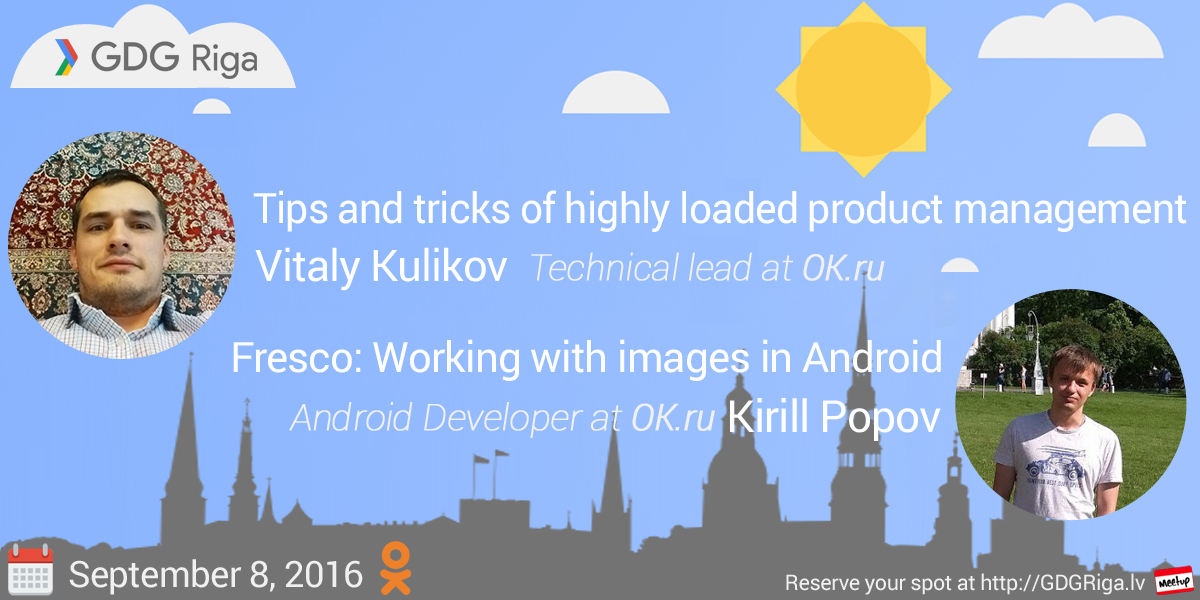 GDG Riga
Tips and tricks of highly loaded product management
Vitaly Kulikov Technical lead at OK.ru
Fresco: Working with images in Android
Android Developer at OK.ru Kirill Popov
September 8, 2016
Reserve your spot at http://GDGRiga.lv Meetup